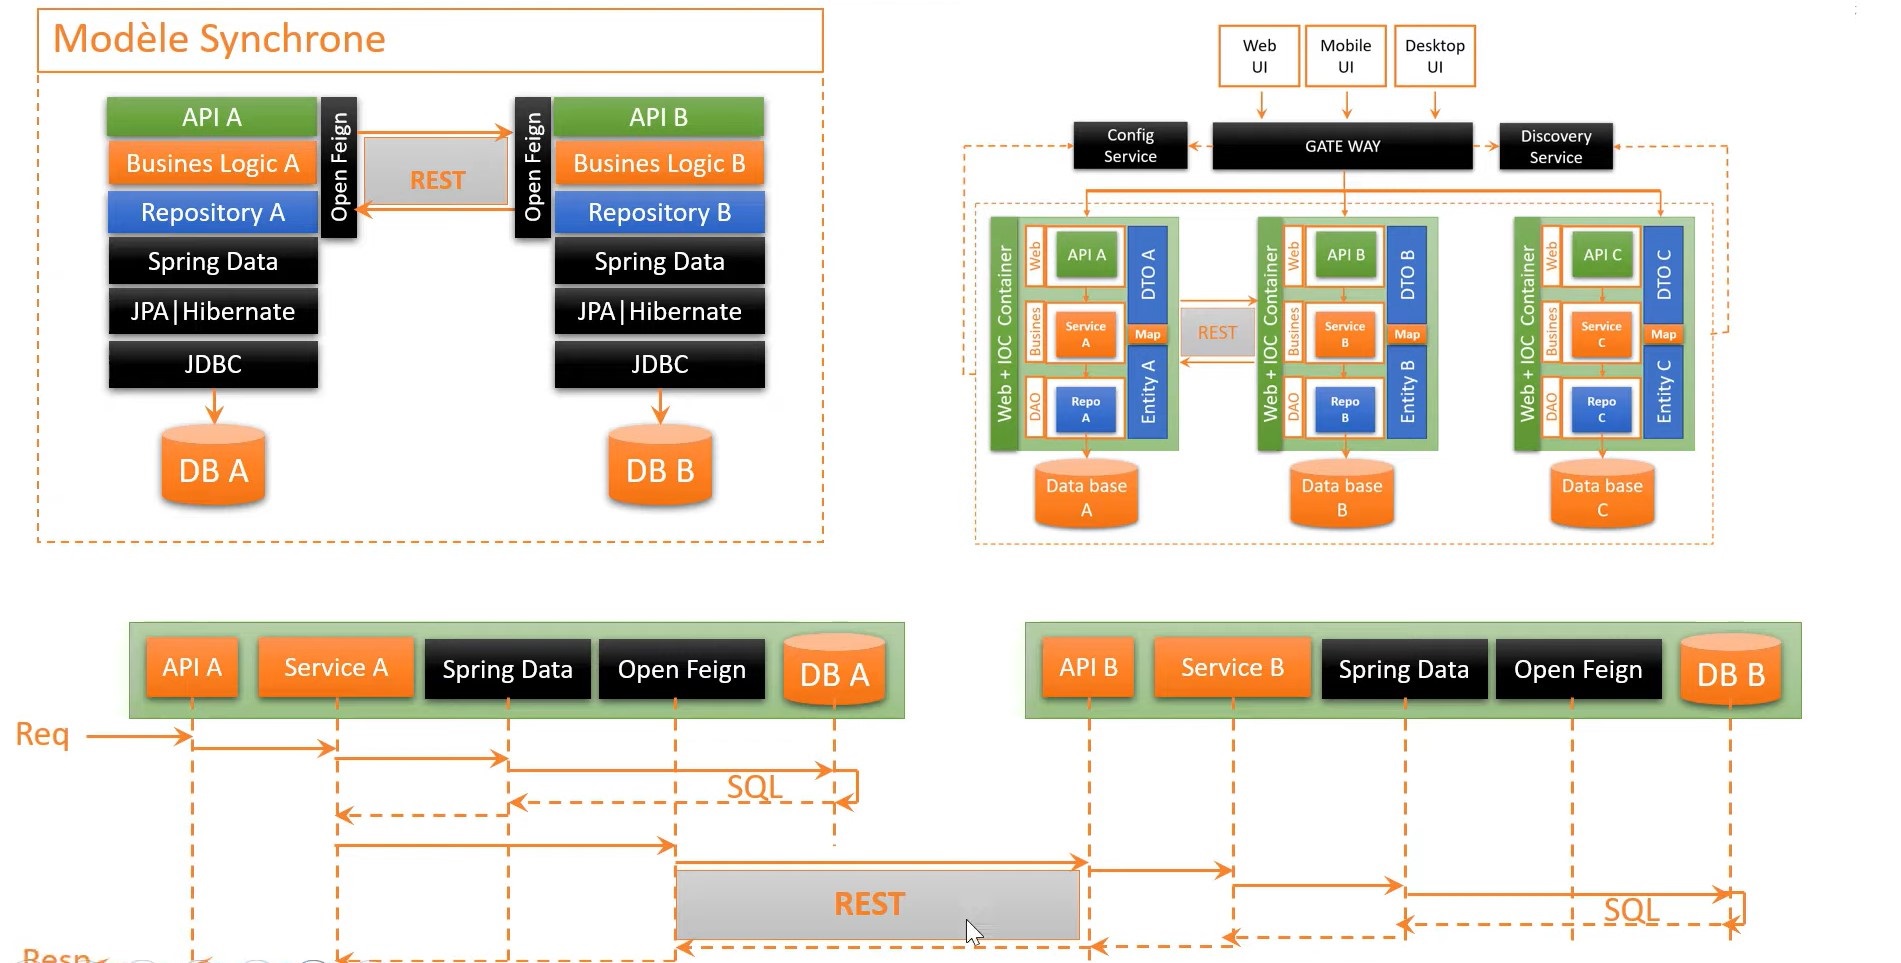 Modèle Synchrone
API A
Busines Logic A
Repository A
Spring Data
JPA|Hibernate
JDBC
DB A
Open Feign
REST
Open Feign
API B
Busines Logic B
Repository B
Spring Data
JPA|Hibernate
JDBC
DB B
Web
UI
Mobile
UI
Desktop
UI
Config
Service
GATE WAY
Discovery
Service
Web + IOC Container
Web
API A
Busines
Service
A
DAO
Repo
A
DTO A
Map
Entity A
Data base
A
REST
Web + IOC Container
Web
API B
Busines
Service
B
DAO
Repo
B
DTO B
Map
Entity B
Data base
B
Web + IOC Container
Web
API C
Busines
Service
C
DAO
Repo
C
DTO C
Map
Entity C
Data base
C
API A
Service A
Spring Data
Open Feign
DB A
API B
Service B
Spring Data
Open Feign
DB B
Req
SQL
REST
SQL
Resp